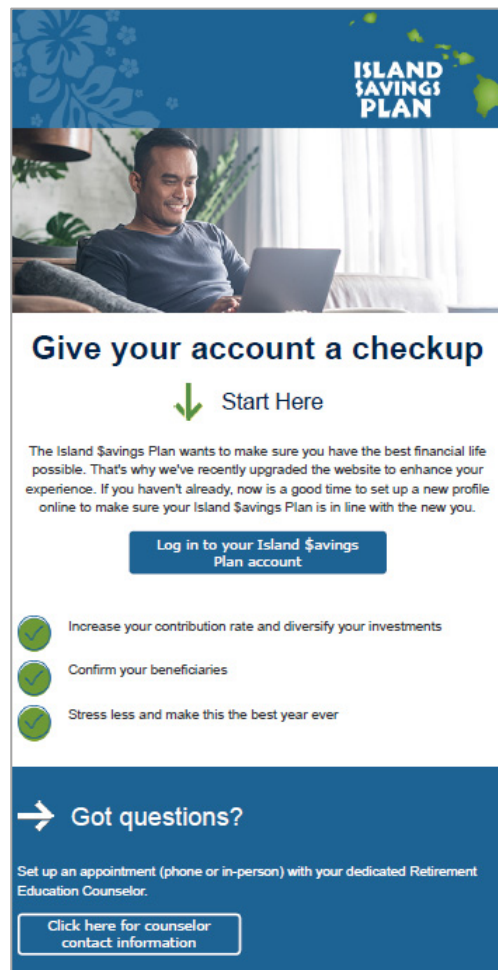 ISLAND
$AVINGS
PLAN
Give your account a checkup
Start Here
The Island $avings Plan wants to make sure you have the best financial life
possible. That's why we've recently upgraded the website to enhance your
experience. If you haven't already, now is a good time to set up a new profile
online to make sure your Island $avings Plan is in line with the new you.
Log in to your Island $avings
Plan account
Increase your contribution rate and diversify your investments
Confirm your beneficiaries
Stress less and make this the best year ever
Got questions?
Set up an appointment (phone or in-person) with your dedicated Retirement
Education Counselor.
Click here for counselor
contact information